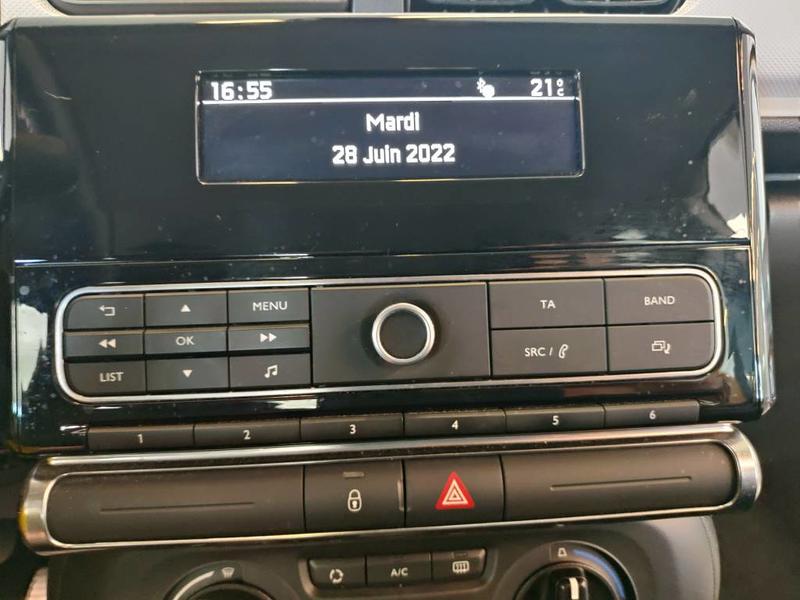 16:55 21°C
Mardi
28 Juin 2022
MENU TA BAND
OK
SRC /
LIST
1 2 3 4 5 6
A/C